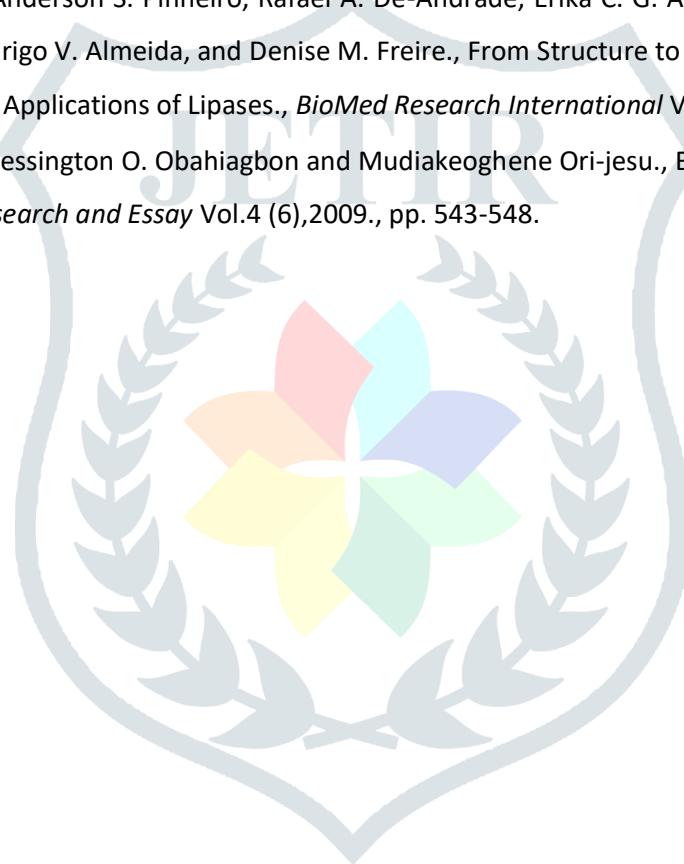 Anderson S. Pinheiro, Rafael A. De-Andrade, Erika C. G. A
rigo V. Almeida, and Denise M. Freire., From Structure to
Applications of Lipases., BioMed Research International V
essington O. Obahiagbon and Mudiakeoghene Ori-jesu., E
search and Essay Vol.4 (6),2009., pp. 543-548.
JETIR